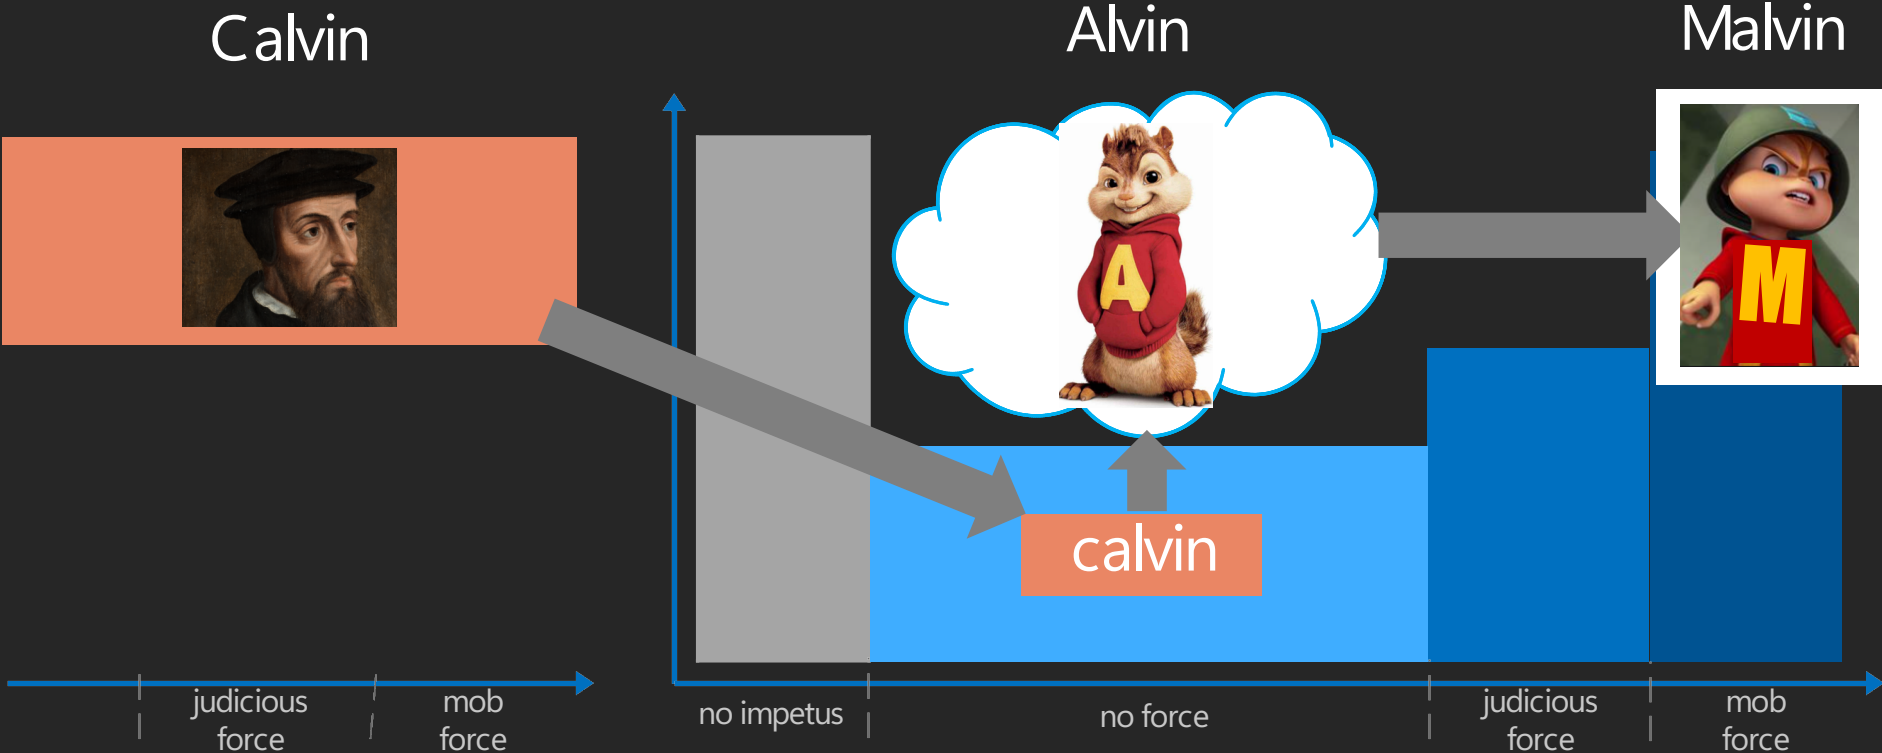 Calvin
Alvin
Malvin
A
M
calvin
judicious
force
mob
force
no impetus
no force
judicious
force
mob
force